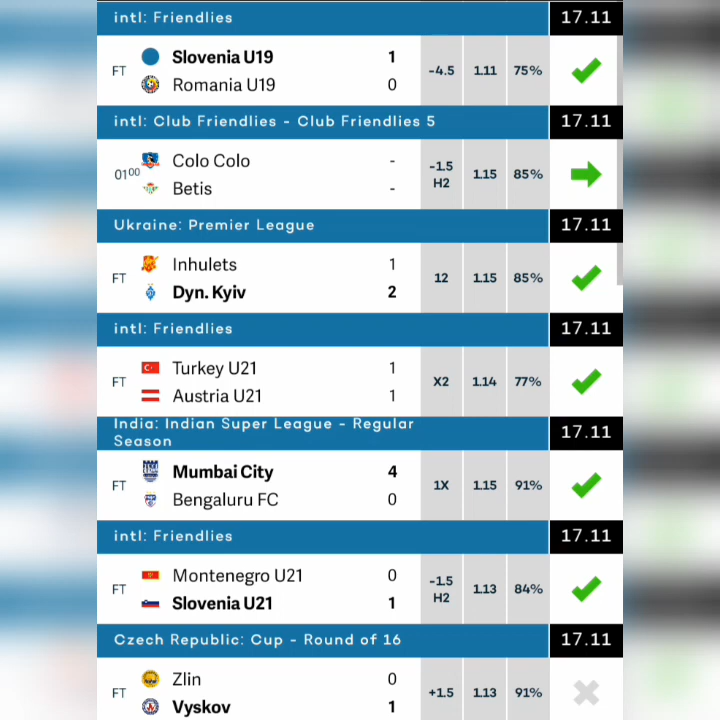 intl: Friendlies 17.11
Slovenia U19 1
FT -4.5 1.11 75%
Romania U19 0
intl: Club Friendlies - Club Friendlies 5 17.11
Colo Colo -
01⁰⁰ -1.5 H2 1.15 85%
Betis -
Ukraine: Premier League 17.11
Inhulets 1
FT 12 1.15 85%
Dyn. Kyiv 2
intl: Friendlies 17.11
Turkey U21 1
FT X2 1.14 77%
Austria U21 1
India: Indian Super League - Regular
Season 17.11
Mumbai City 4
FT 1X 1.15 91%
Bengaluru FC 0
intl: Friendlies 17.11
Montenegro U21 0
FT -1.5 H2 1.13 84%
Slovenia U21 1
Czech Republic: Cup - Round of 16 17.11
Zlin 0
FT +1.5 1.13 91%
Vyskov 1